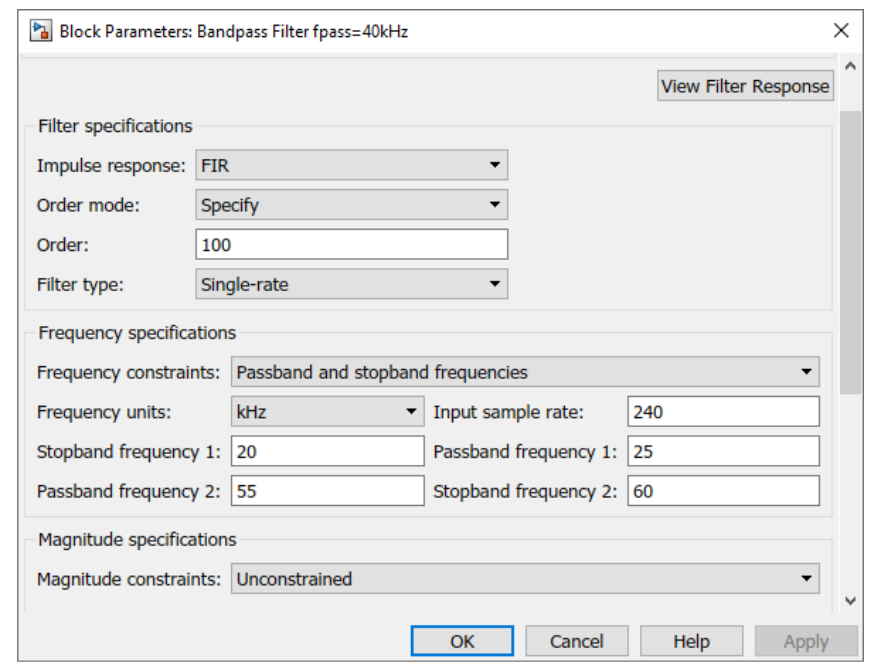 Block Parameters: Bandpass Filter fpass=40kHz
View Filter Response
Filter specifications
Impulse response: FIR
Order mode: Specify
Order: 100
Filter type: Single-rate
Frequency specifications
Frequency constraints: Passband and stopband frequencies
Frequency units: kHz Input sample rate: 240
Stopband frequency 1: 20 Passband frequency 1: 25
Passband frequency 2: 55 Stopband frequency 2: 60
Magnitude specifications
Magnitude constraints: Unconstrained
OK Cancel Help Apply